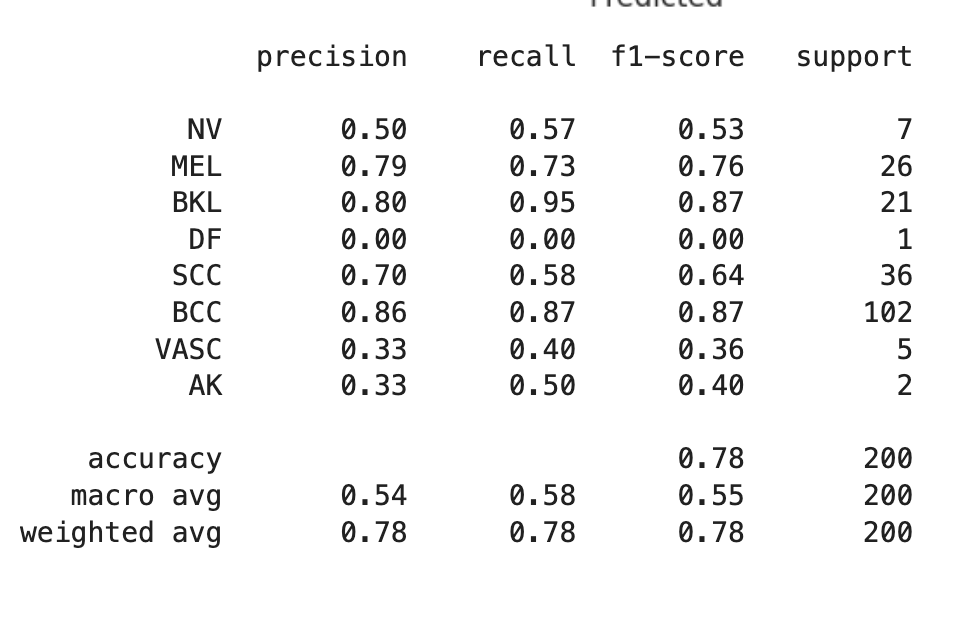 Predicted
precision recall f1-score support
NV 0.50 0.57 0.53 7
MEL 0.79 0.73 0.76 26
BKL 0.80 0.95 0.87 21
DF 0.00 0.00 0.00 1
SCC 0.70 0.58 0.64 36
BCC 0.86 0.87 0.87 102
VASC 0.33 0.40 0.36 5
AK 0.33 0.50 0.40 2
accuracy 0.78 200
macro avg 0.54 0.58 0.55 200
weighted avg 0.78 0.78 0.78 200